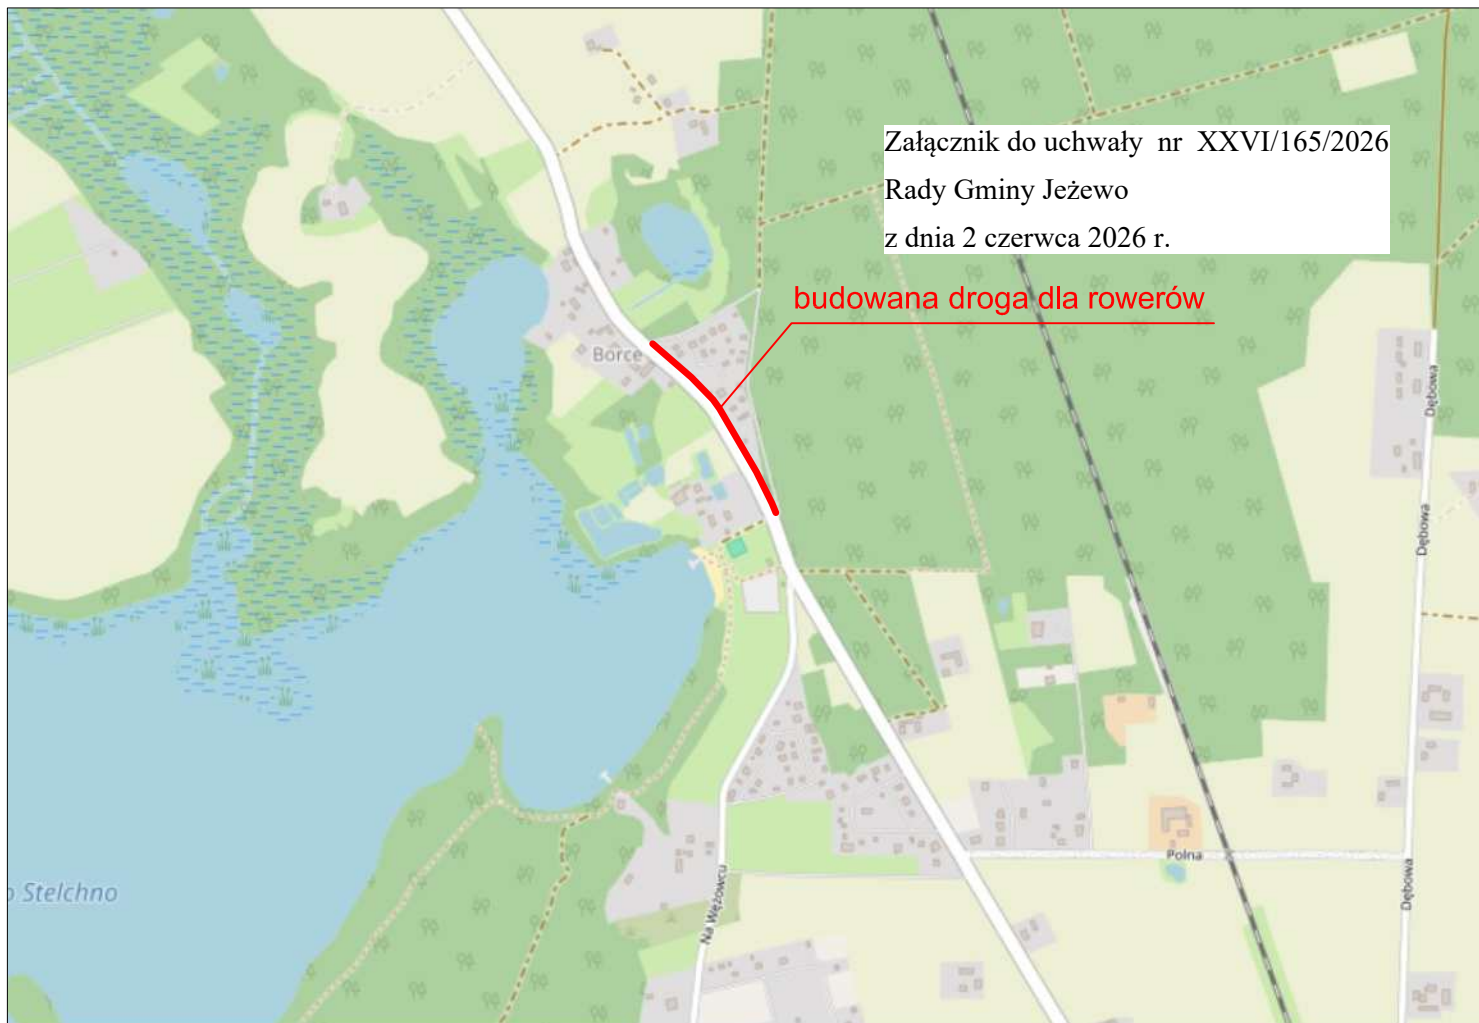 Załącznik do uchwały nr XXVI/165/2026
Rady Gminy Jeżewo
z dnia 2 czerwca 2026 r.
budowana droga dla rowerów
Borce
Dębowa
Dębowa
Polna
Dębowa
Stelchno
Na Wężowcu